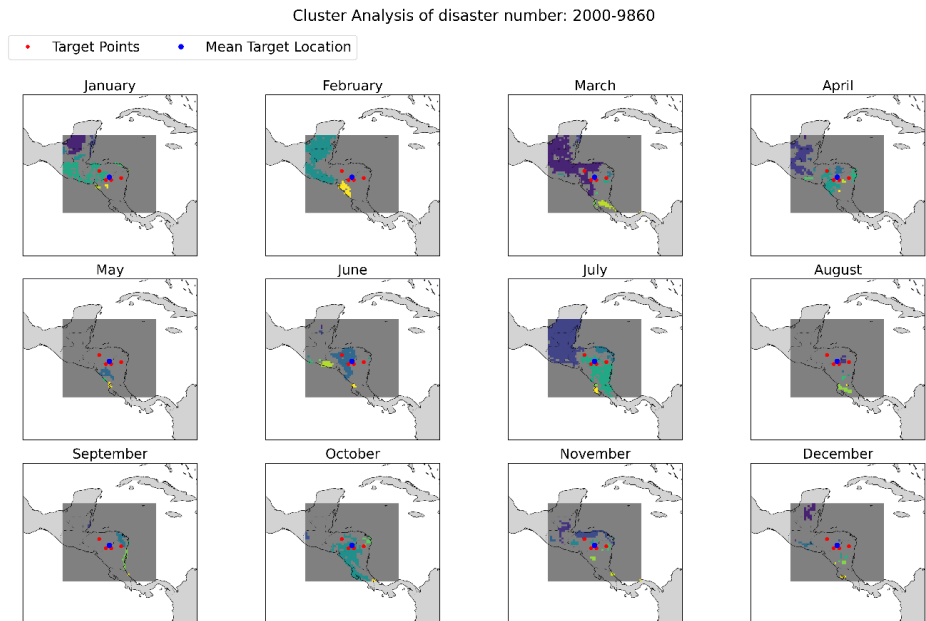 Cluster Analysis of disaster number: 2000-9860
Target Points Mean Target Location
January February March April
May June July August
September October November December